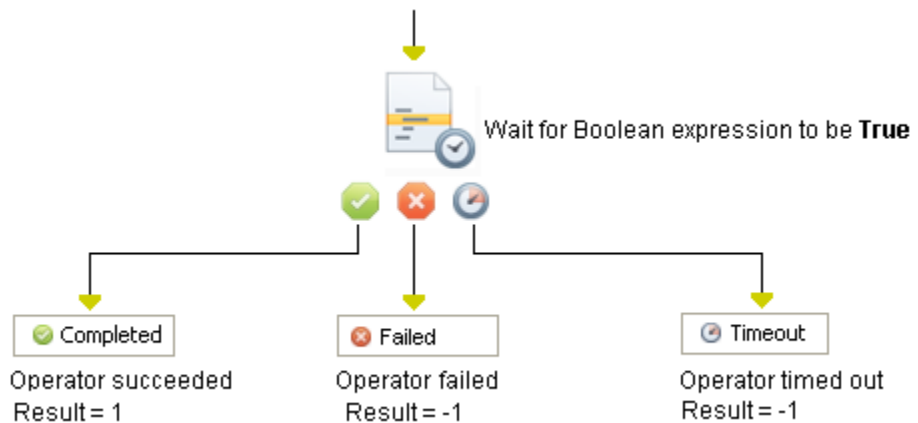 Wait for Boolean expression to be True
Completed
Failed
Timeout
Operator succeeded
Result = 1
Operator failed
Result = -1
Operator timed out
Result = -1